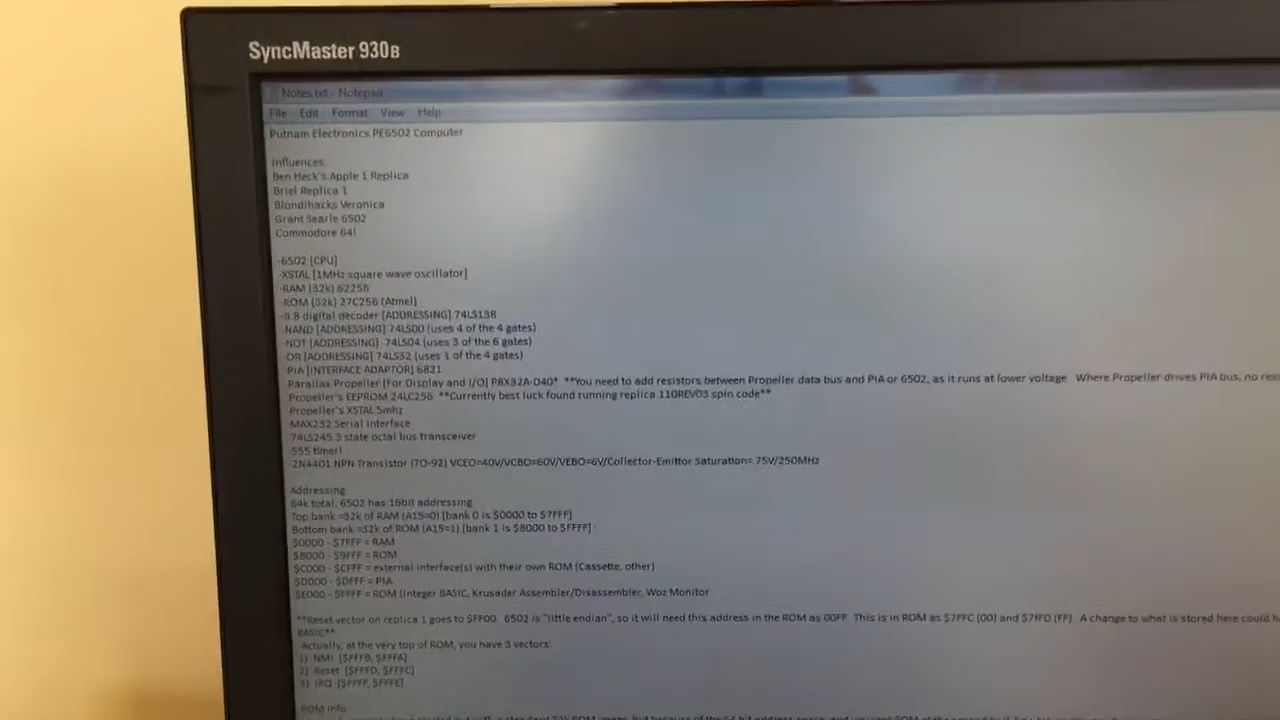 SyncMaster 930B
Notes.txt - Notepad
File Edit Format View Help
Putnam Electronics PE6502 Computer
Influences:
Ben Heck's Apple 1 Replica
Briel Replica 1
Blondihacks Veronica
Grant Searle 6502
Commodore 64!
-6502 [CPU]
-XSTAL [1MHz square wave oscillator]
-RAM (32k) 62256
-ROM (32k) 27C256 (Atmel)
-3:8 digital decoder [ADDRESSING] 74LS138
-NAND [ADDRESSING] 74LS00 (uses 4 of the 4 gates)
-NOT [ADDRESSING] 74LS04 (uses 3 of the 6 gates)
-OR [ADDRESSING] 74LS32 (uses 1 of the 4 gates)
PIA [INTERFACE ADAPTOR] 6821
Parallax Propeller [For Display and I/O] P8X32A-D40* **You need to add resistors between Propeller data bus and PIA or 6502, as it runs at lower voltage Where Propeller drives PIA bus, no
Propeller's EEPROM 24LC256 **Currently best luck found running replica 110REV03 spin code**
Propeller's XSTAL 5mhz
MAX232 Serial Interface
74LS245 3 state octal bus transceiver
-555 timer!
-2N4401 NPN Transistor (TO-92) VCEO=40V/VCBO=60V/VEBO=6V/Collector-Emittor Saturation=.75V/250MHz
Addressing
64k total, 6502 has 16bit addressing
Top bank =32k of RAM (A15=0) [bank 0 is $0000 to $7FFF]
Bottom bank =32k of ROM (A15=1) [bank 1 is $8000 to $FFFF]
$0000 - $7FFF = RAM
$8000 - $9FFF = ROM
$C000 - $CFFF = external interface(s) with their own ROM (Cassette, other)
$D000 - $DFFF = PIA
$E000 - $FFFF = ROM (Integer BASIC, Krusader Assembler/Disassembler, Woz Monitor
**Reset vector on replica 1 goes to $FF00. 6502 is "little endian", so it will need this address in the ROM as 00FF This is in ROM as $7FFC (00) and $7FFD (FF) A change to what is stored here could
BASIC**
Actually, at the very top of ROM, you have 3 vectors:
1) NMI [$FFFB, $FFFA]
2) Reset [$FFFD, $FFFC]
3) IRQ [$FFFF, $FFFE]
ROM Info